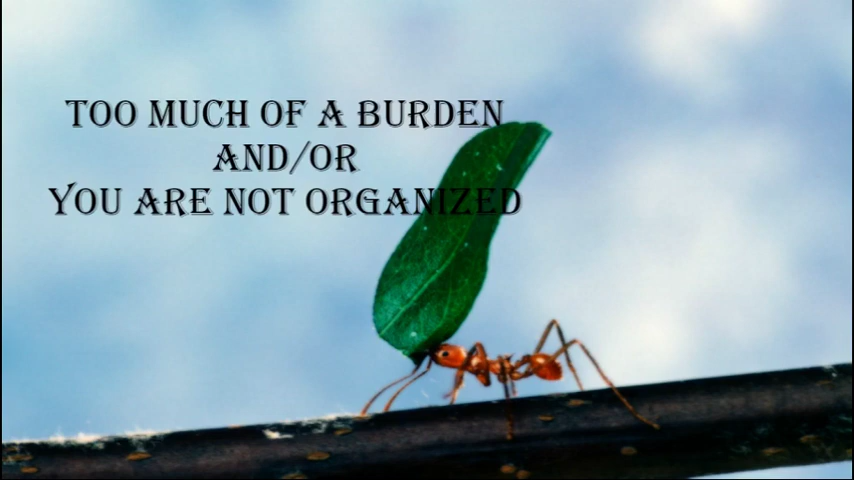 TOO MUCH OF A BURDEN
AND/OR
YOU ARE NOT ORGANIZED